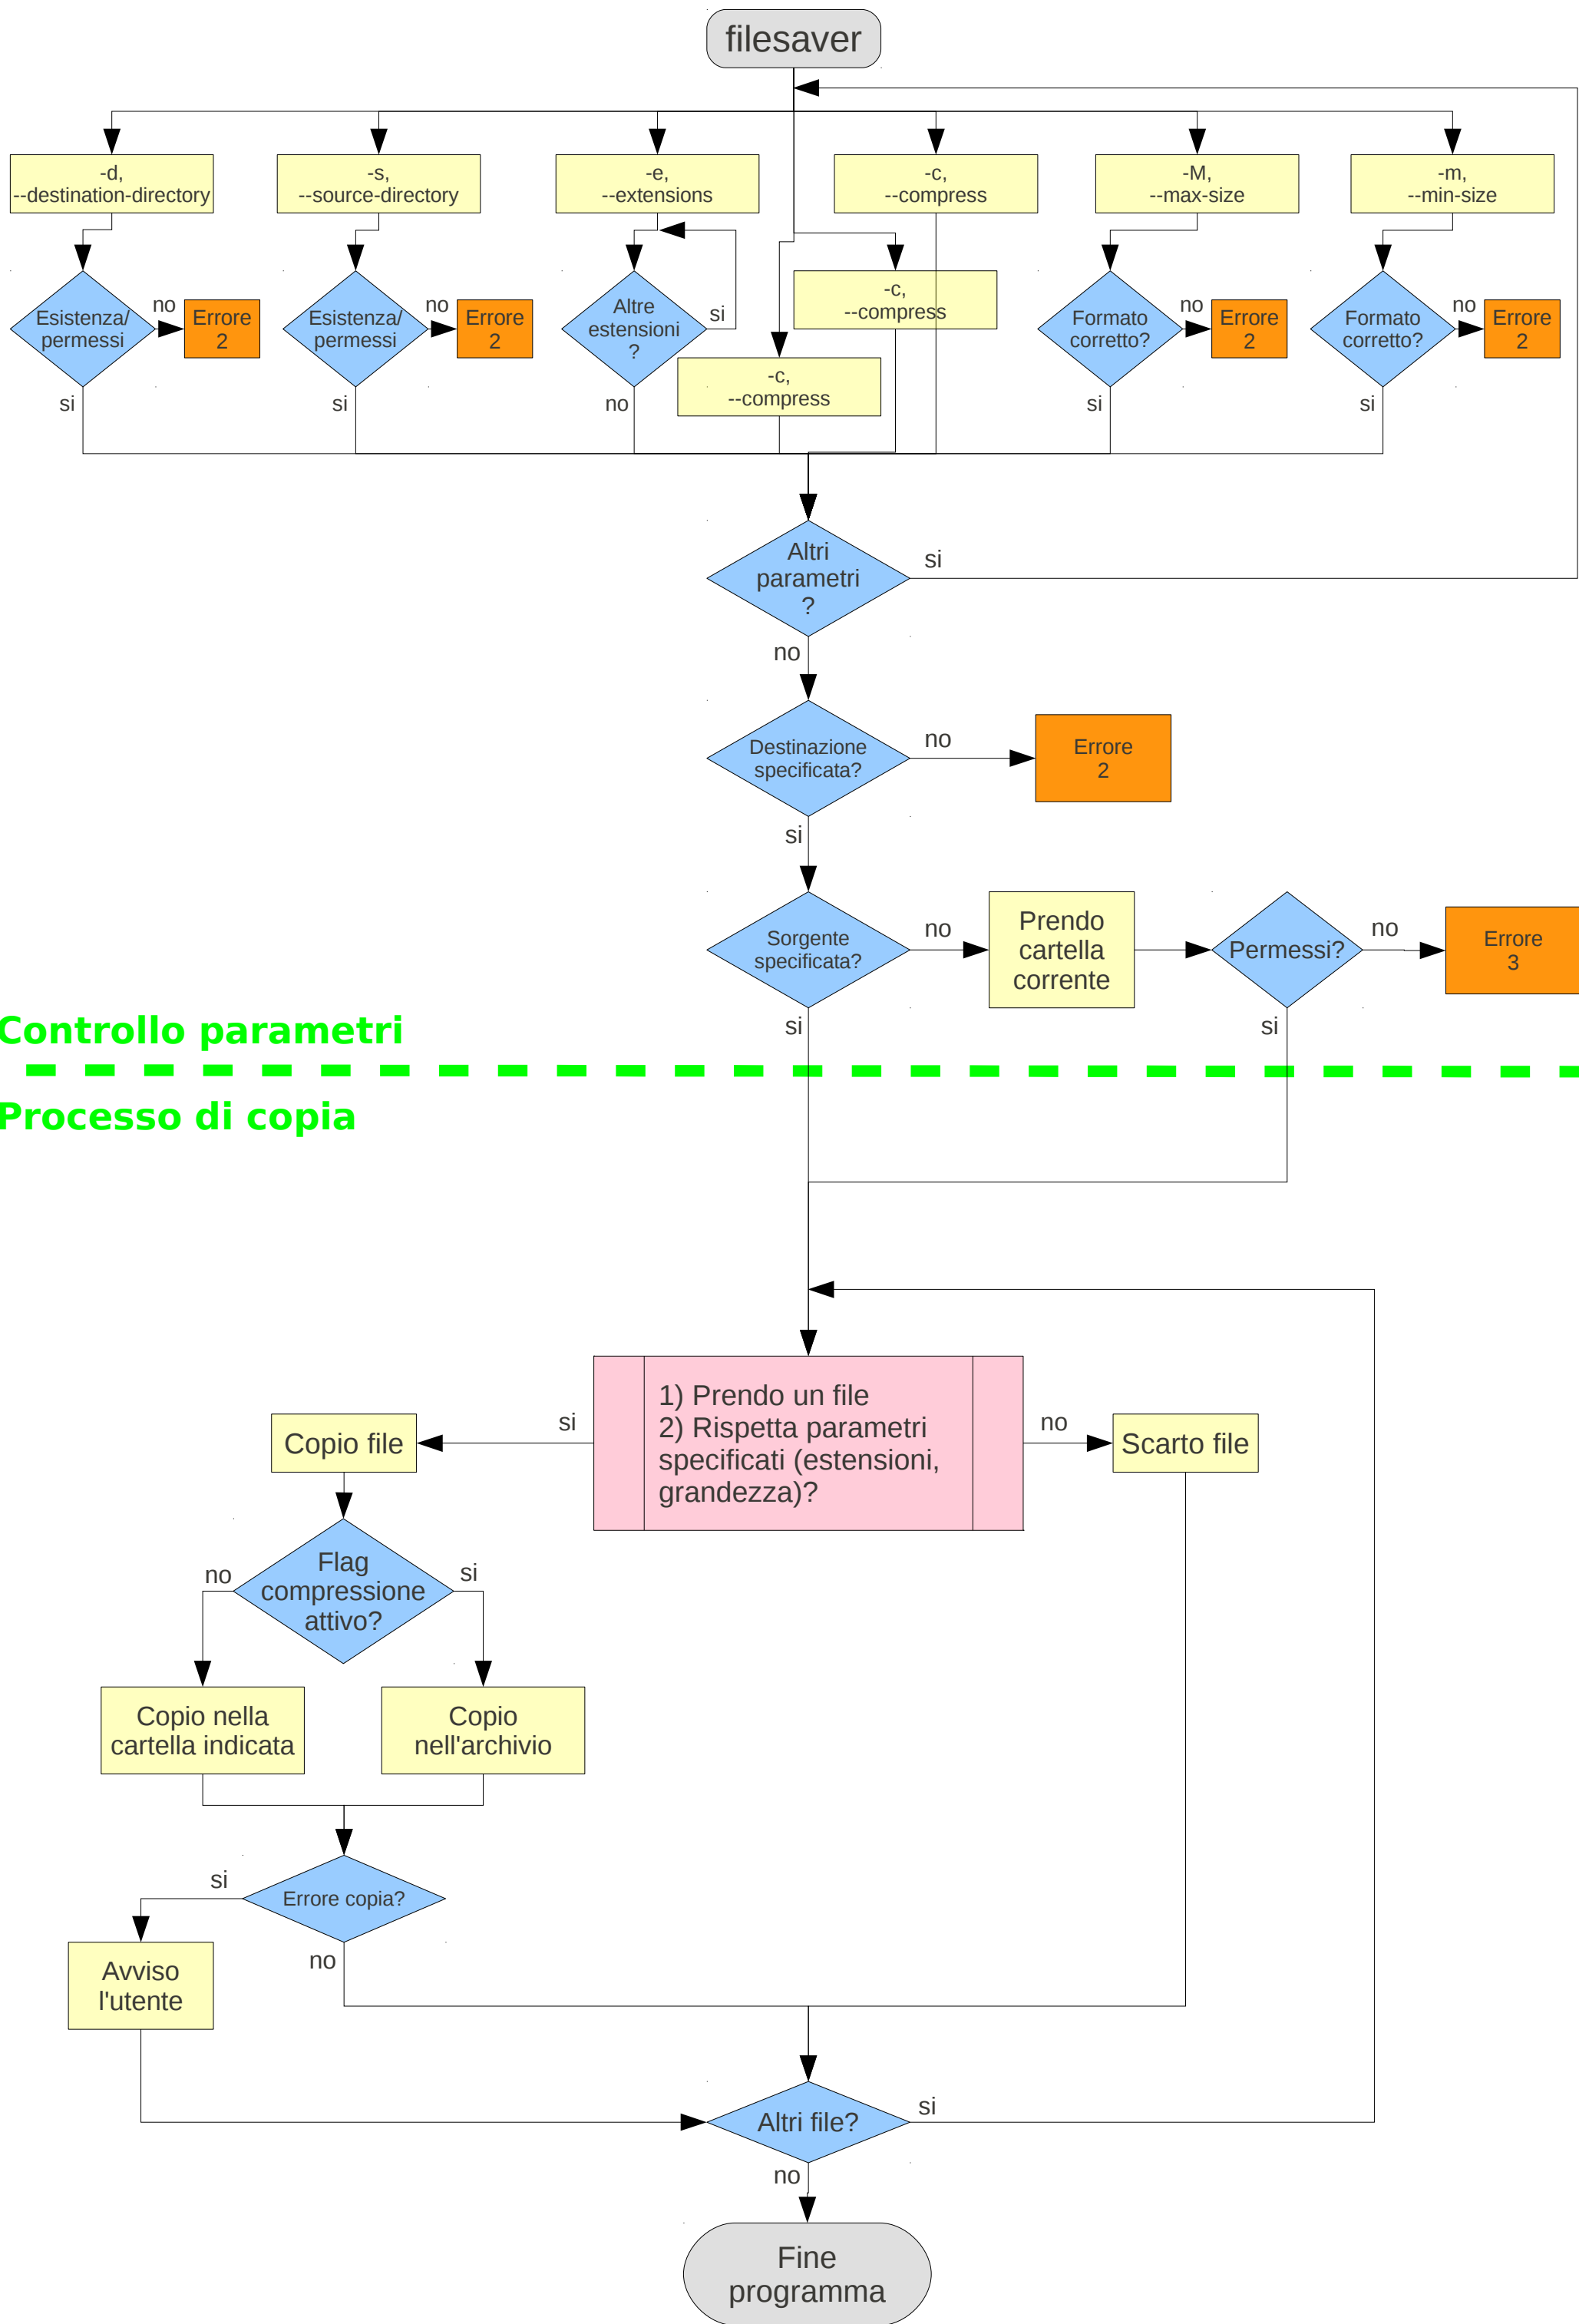 filesaver
-d,
--destination-directory
-s,
--source-directory
-e,
--extensions
-c,
--compress
-M,
--max-size
-m,
--min-size
Esistenza/
permessi
no
Errore
2
si
Esistenza/
permessi
no
Errore
2
si
Altre
estensioni
?
si
no
-c,
--compress
-c,
--compress
Formato
corretto?
no
Errore
2
si
Formato
corretto?
no
Errore
2
si
Altri
parametri
?
si
no
Destinazione
specificata?
no
Errore
2
si
Sorgente
specificata?
no
Prendo
cartella
corrente
Permessi?
no
Errore
3
si
si
Controllo parametri
Processo di copia
1) Prendo un file
2) Rispetta parametri
specificati (estensioni,
grandezza)?
si
Copio file
no
Scarto file
Flag
compressione
attivo?
no
si
Copio nella
cartella indicata
Copio
nell'archivio
Errore copia?
si
no
Avviso
l'utente
Altri file?
si
no
Fine
programma